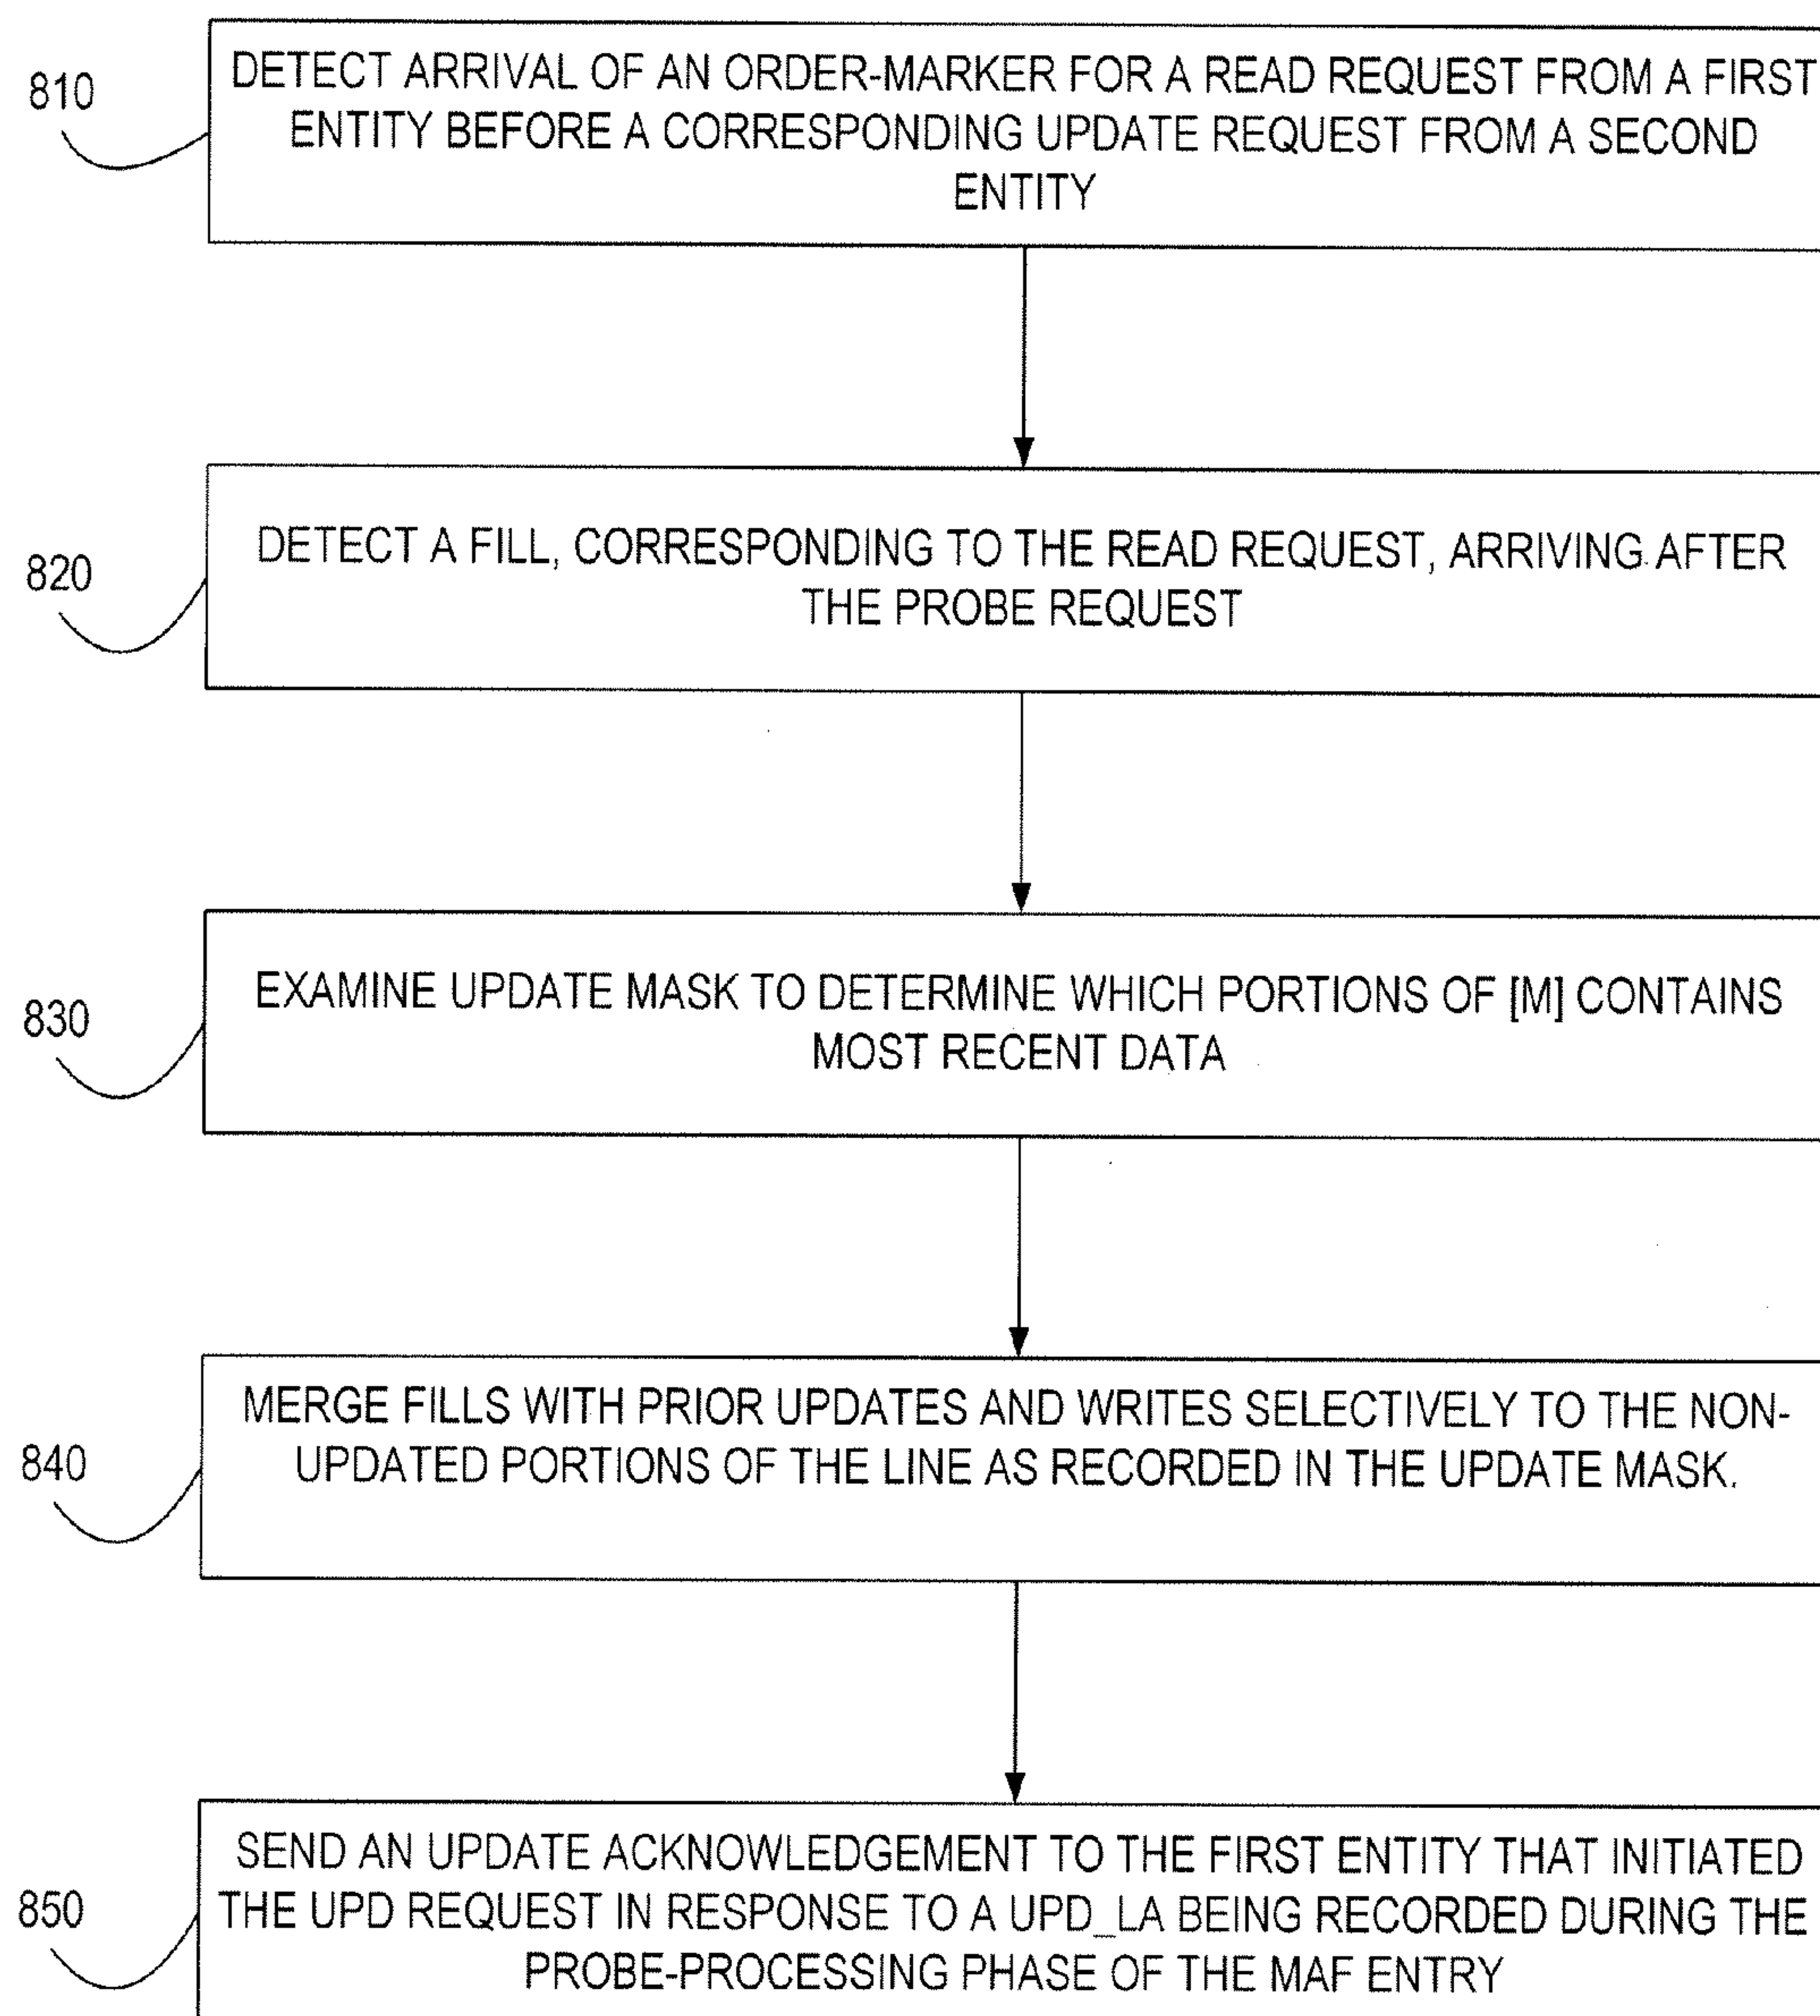 810
DETECT ARRIVAL OF AN ORDER-MARKER FOR A READ REQUEST FROM A FIRST
ENTITY BEFORE A CORRESPONDING UPDATE REQUEST FROM A SECOND
ENTITY
820
DETECT A FILL, CORRESPONDING TO THE READ REQUEST, ARRIVING AFTER
THE PROBE REQUEST
830
EXAMINE UPDATE MASK TO DETERMINE WHICH PORTIONS OF [M] CONTAINS
MOST RECENT DATA
840
MERGE FILLS WITH PRIOR UPDATES AND WRITES SELECTIVELY TO THE NON-
UPDATED PORTIONS OF THE LINE AS RECORDED IN THE UPDATE MASK.
850
SEND AN UPDATE ACKNOWLEDGEMENT TO THE FIRST ENTITY THAT INITIATED
THE UPD REQUEST IN RESPONSE TO A UPD_LA BEING RECORDED DURING THE
PROBE-PROCESSING PHASE OF THE MAF ENTRY